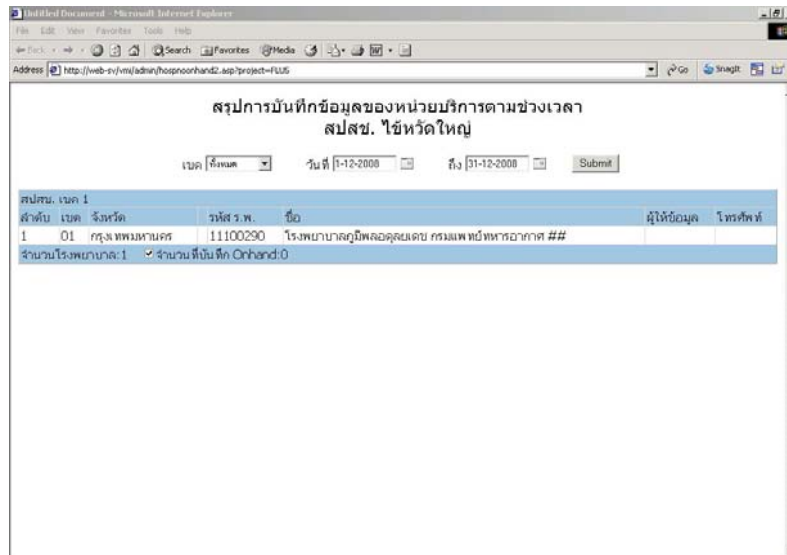 Untitled Document - Microsoft Internet Explorer
File Edit View Favorites Tools Help
Back Search Favorites Media
Address http://web-sv/vmi/admin/hospnoonhand2.asp?project=FLU5 Go SnagIt
สรุปการบันทึกข้อมูลของหน่วยบริการตามช่วงเวลา
สปสช. ไข้หวัดใหญ่
เขต ทั้งหมด วันที่ 1-12-2008 ถึง 31-12-2008 Submit
สปสช. เขต 1
ลำดับ เขต จังหวัด รหัส ร.พ. ชื่อ ผู้ให้ข้อมูล โทรศัพท์
1 01 กรุงเทพมหานคร 11100290 โรงพยาบาลภูมิพลอดุลยเดช กรมแพทย์ทหารอากาศ ##
จำนวนโรงพยาบาล:1 จำนวนที่บันทึก Onhand:0